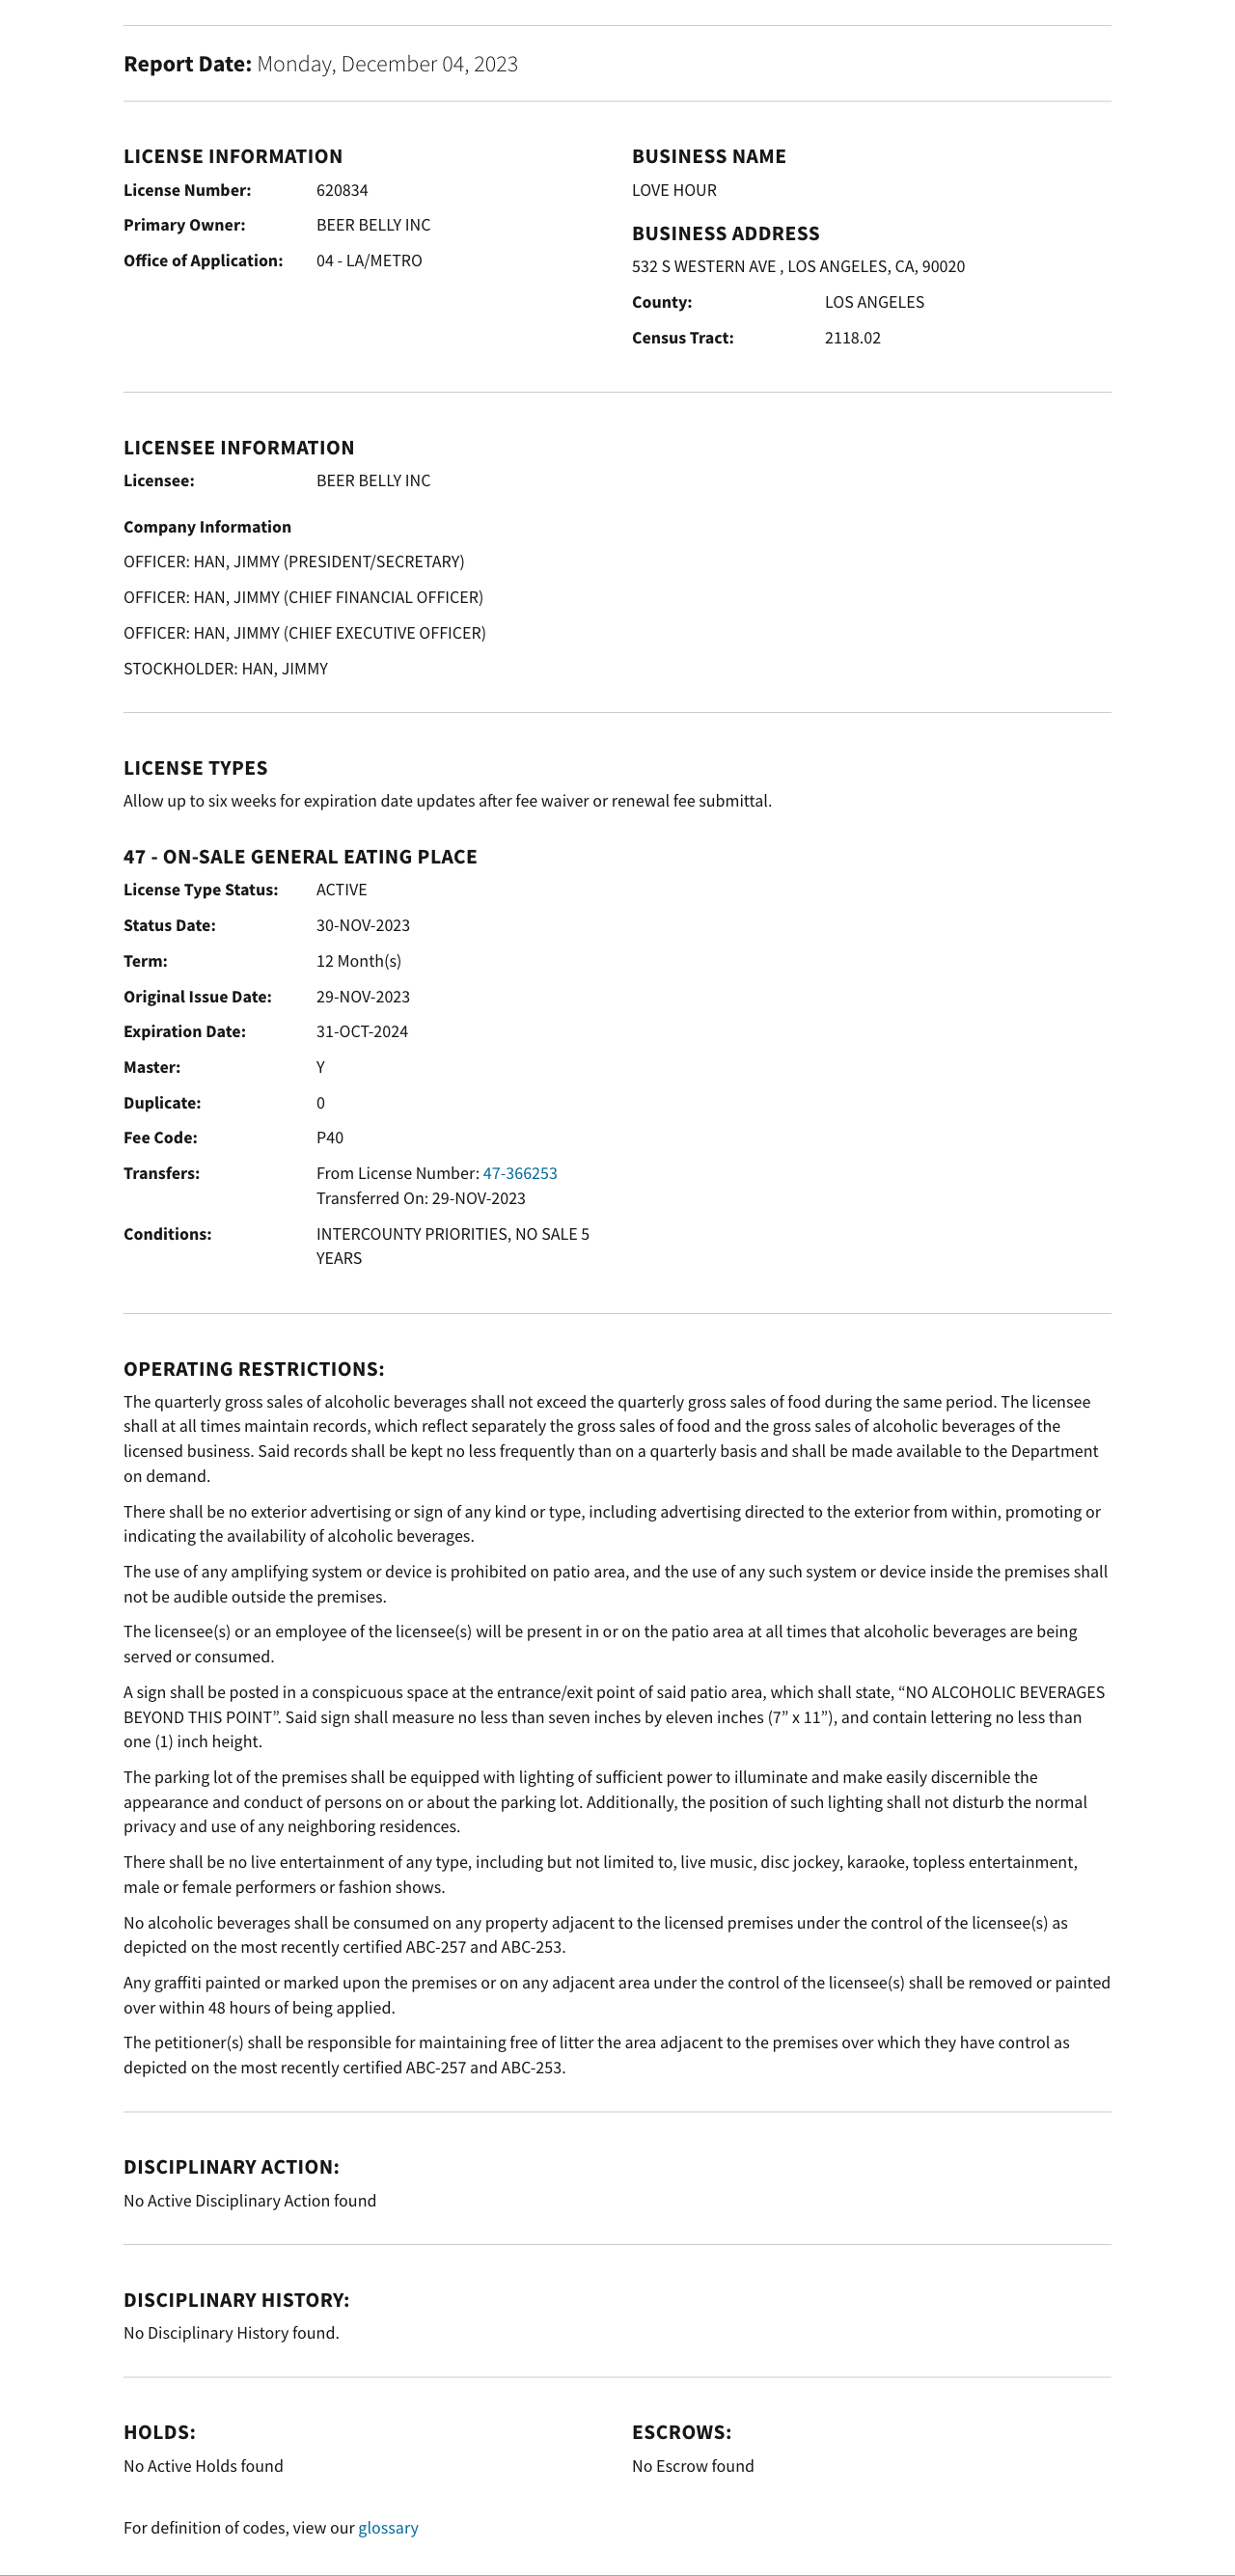 Report Date: Monday, December 04, 2023
LICENSE INFORMATION
License Number: 620834
Primary Owner: BEER BELLY INC
Office of Application: 04 - LA/METRO
BUSINESS NAME
LOVE HOUR
BUSINESS ADDRESS
532 S WESTERN AVE , LOS ANGELES, CA, 90020
County: LOS ANGELES
Census Tract: 2118.02
LICENSEE INFORMATION
Licensee: BEER BELLY INC
Company Information
OFFICER: HAN, JIMMY (PRESIDENT/SECRETARY)
OFFICER: HAN, JIMMY (CHIEF FINANCIAL OFFICER)
OFFICER: HAN, JIMMY (CHIEF EXECUTIVE OFFICER)
STOCKHOLDER: HAN, JIMMY
LICENSE TYPES
Allow up to six weeks for expiration date updates after fee waiver or renewal fee submittal.
47 - ON-SALE GENERAL EATING PLACE
License Type Status: ACTIVE
Status Date: 30-NOV-2023
Term: 12 Month(s)
Original Issue Date: 29-NOV-2023
Expiration Date: 31-OCT-2024
Master: Y
Duplicate: 0
Fee Code: P40
Transfers: From License Number: 47-366253
Transferred On: 29-NOV-2023
Conditions: INTERCOUNTY PRIORITIES, NO SALE 5
YEARS
OPERATING RESTRICTIONS:
The quarterly gross sales of alcoholic beverages shall not exceed the quarterly gross sales of food during the same period. The licensee
shall at all times maintain records, which reflect separately the gross sales of food and the gross sales of alcoholic beverages of the
licensed business. Said records shall be kept no less frequently than on a quarterly basis and shall be made available to the Department
on demand.
There shall be no exterior advertising or sign of any kind or type, including advertising directed to the exterior from within, promoting or
indicating the availability of alcoholic beverages.
The use of any amplifying system or device is prohibited on patio area, and the use of any such system or device inside the premises shall
not be audible outside the premises.
The licensee(s) or an employee of the licensee(s) will be present in or on the patio area at all times that alcoholic beverages are being
served or consumed.
A sign shall be posted in a conspicuous space at the entrance/exit point of said patio area, which shall state, “NO ALCOHOLIC BEVERAGES
BEYOND THIS POINT”. Said sign shall measure no less than seven inches by eleven inches (7” x 11”), and contain lettering no less than
one (1) inch height.
The parking lot of the premises shall be equipped with lighting of sufficient power to illuminate and make easily discernible the
appearance and conduct of persons on or about the parking lot. Additionally, the position of such lighting shall not disturb the normal
privacy and use of any neighboring residences.
There shall be no live entertainment of any type, including but not limited to, live music, disc jockey, karaoke, topless entertainment,
male or female performers or fashion shows.
No alcoholic beverages shall be consumed on any property adjacent to the licensed premises under the control of the licensee(s) as
depicted on the most recently certified ABC-257 and ABC-253.
Any graffiti painted or marked upon the premises or on any adjacent area under the control of the licensee(s) shall be removed or painted
over within 48 hours of being applied.
The petitioner(s) shall be responsible for maintaining free of litter the area adjacent to the premises over which they have control as
depicted on the most recently certified ABC-257 and ABC-253.
DISCIPLINARY ACTION:
No Active Disciplinary Action found
DISCIPLINARY HISTORY:
No Disciplinary History found.
HOLDS:
No Active Holds found
ESCROWS:
No Escrow found
For definition of codes, view our glossary